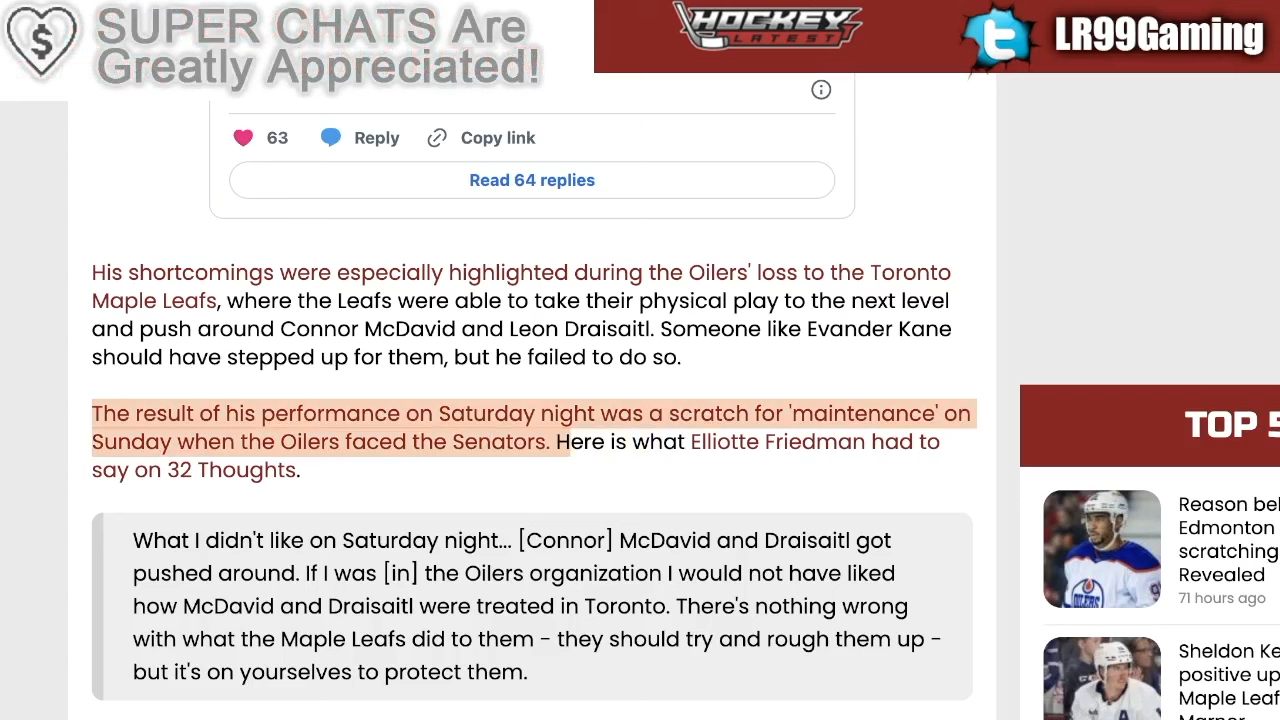 SUPER CHATS Are
Greatly Appreciated!
HOCKEY
LATEST
LR99Gaming
63
Reply
Copy link
Read 64 replies
His shortcomings were especially highlighted during the Oilers' loss to the Toronto
Maple Leafs, where the Leafs were able to take their physical play to the next level
and push around Connor McDavid and Leon Draisaitl. Someone like Evander Kane
should have stepped up for them, but he failed to do so.
The result of his performance on Saturday night was a scratch for 'maintenance' on
Sunday when the Oilers faced the Senators. Here is what Elliotte Friedman had to
say on 32 Thoughts.
What I didn't like on Saturday night... [Connor] McDavid and Draisaitl got
pushed around. If I was [in] the Oilers organization I would not have liked
how McDavid and Draisaitl were treated in Toronto. There's nothing wrong
with what the Maple Leafs did to them - they should try and rough them up -
but it's on yourselves to protect them.
TOP 5
Reason be
Edmonton
scratching
Revealed
71 hours ago
Sheldon Ke
positive up
Maple Leaf